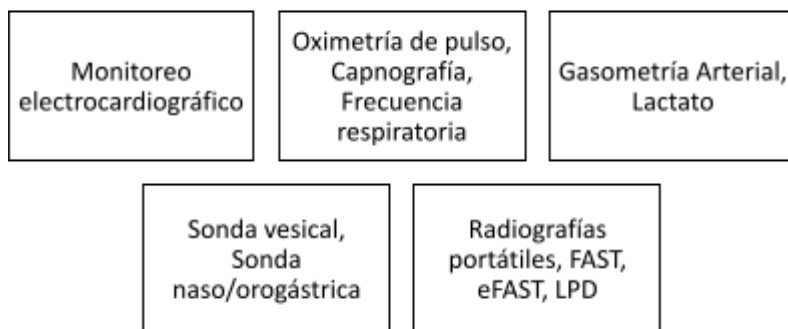 Monitoreo
electrocardiográfico
Oximetría de pulso,
Capnografía,
Frecuencia
respiratoria
Gasometría Arterial,
Lactato
Sonda vesical,
Sonda
naso/orogástrica
Radiografías
portátiles, FAST,
eFAST, LPD